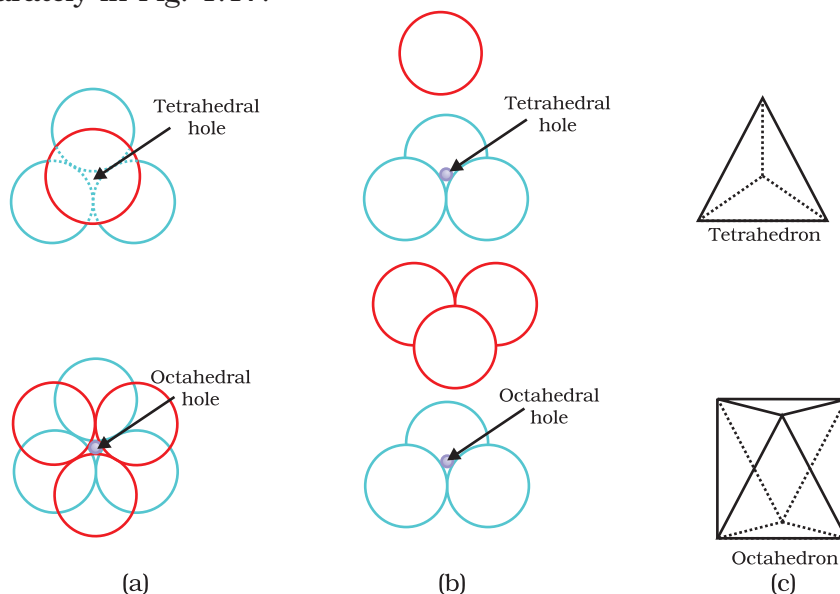 Tetrahedral
hole
Tetrahedral
hole
Tetrahedron
Octahedral
hole
Octahedral
hole
Octahedron
(a)
(b)
(c)